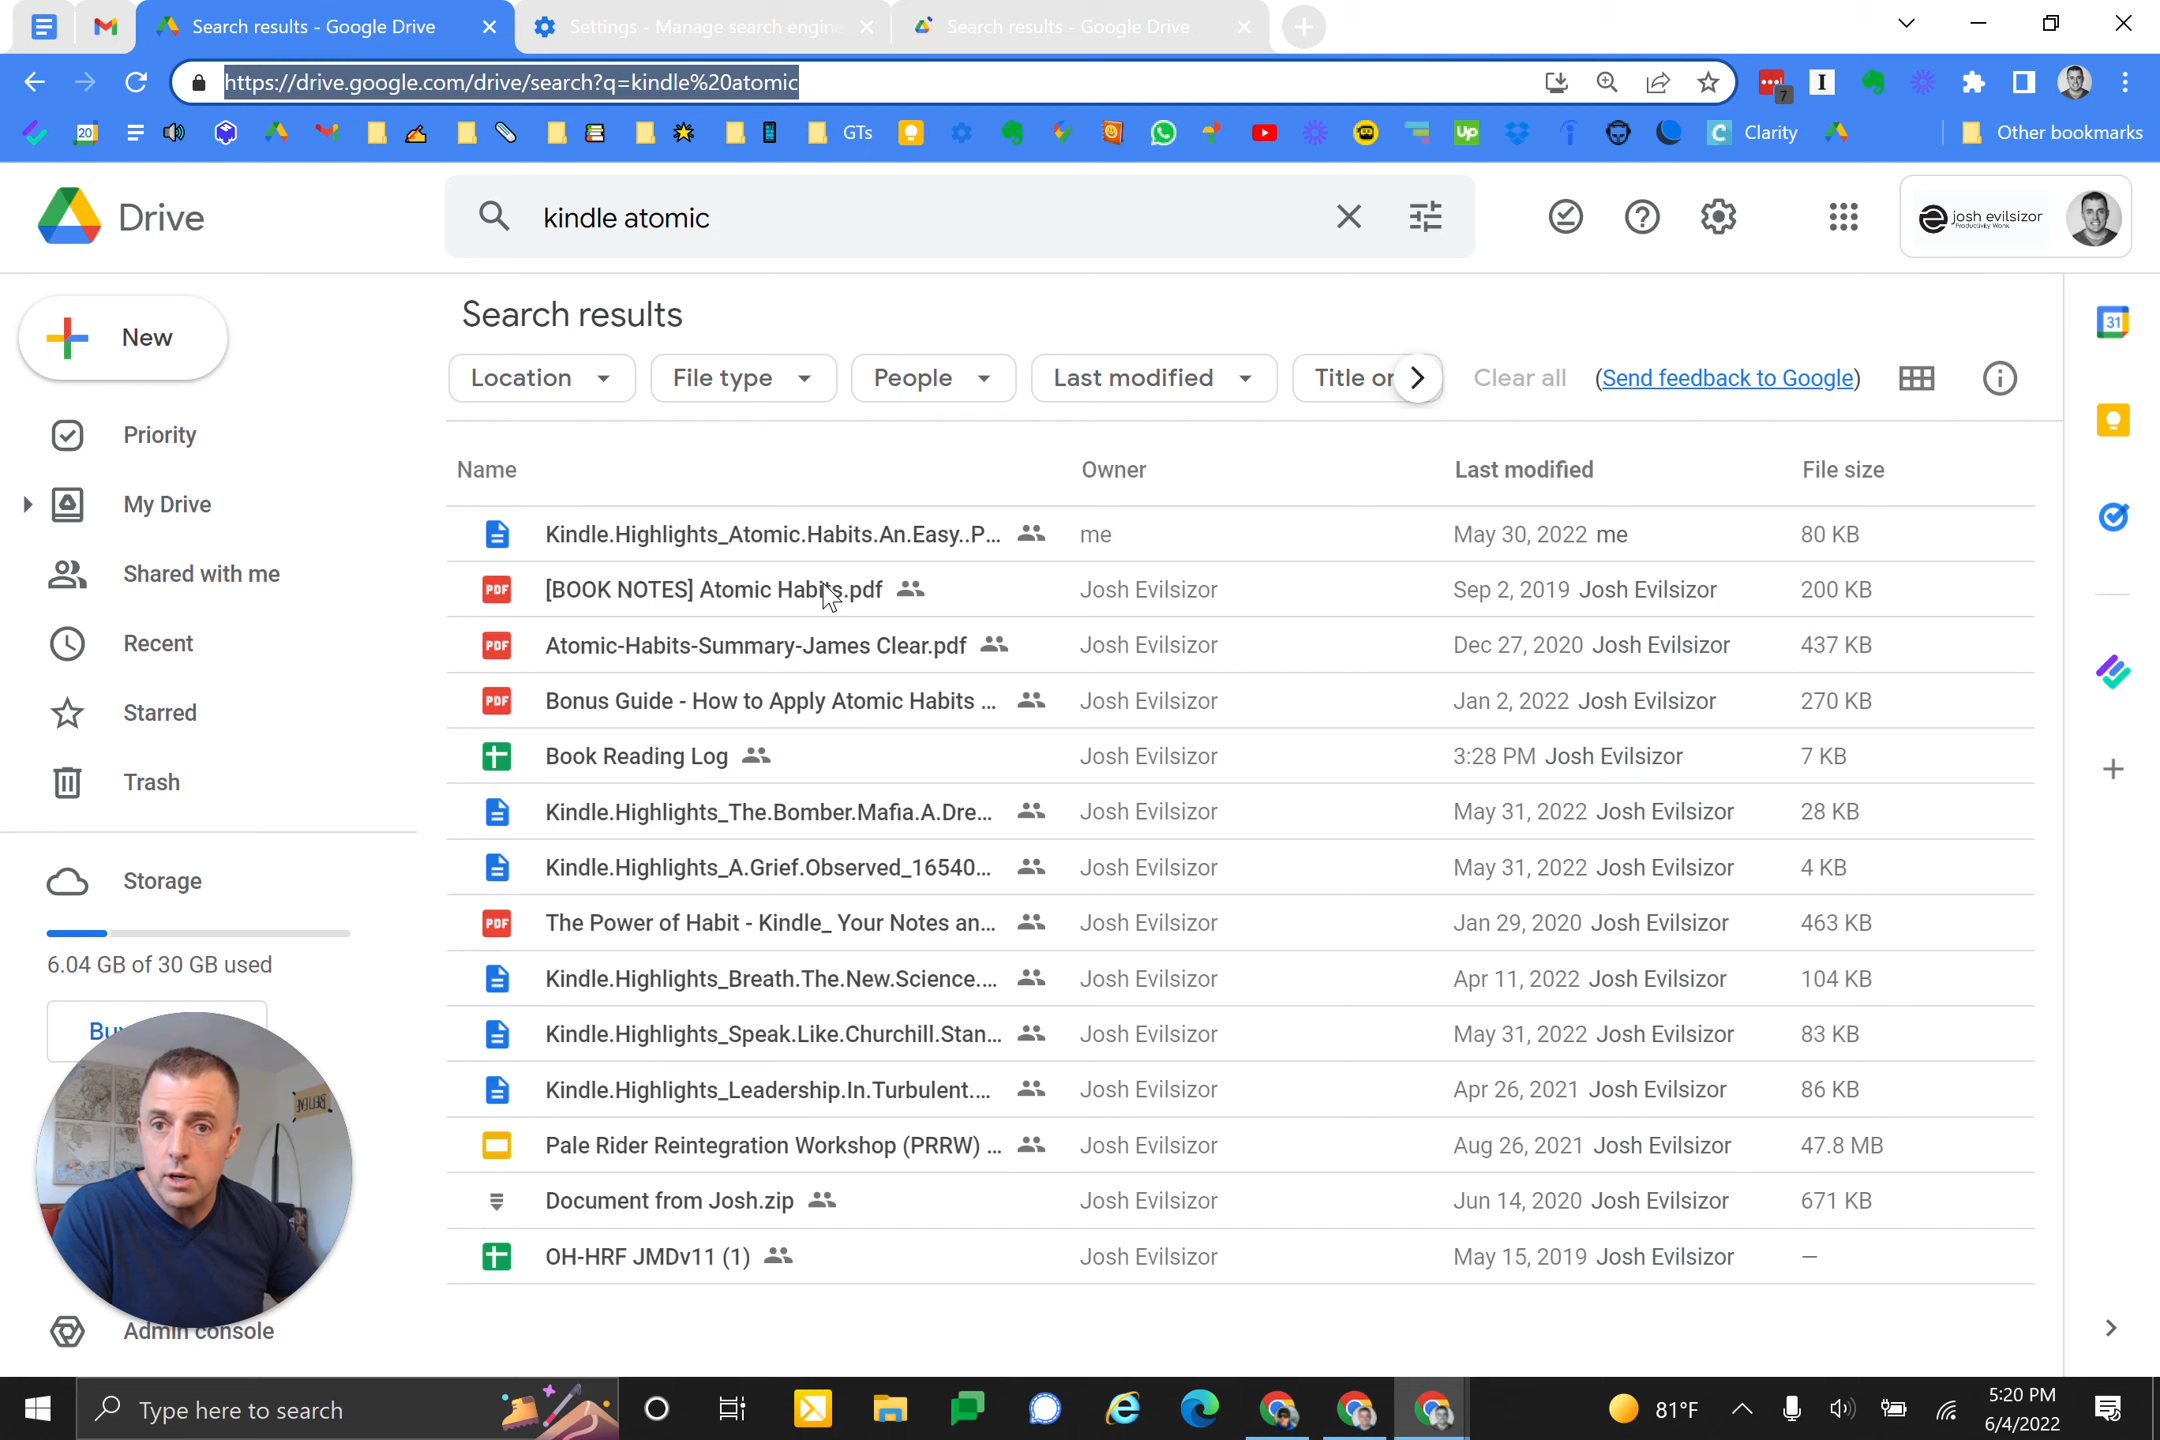 Search results - Google Drive
Settings - Manage search engine
Search results - Google Drive
https://drive.google.com/drive/search?q=kindle%20atomic
7
20
GTs
Up
Clarity
Other bookmarks
Drive
kindle atomic
josh evilsizor
Productivity Wonk
Search results
New
Location
File type
People
Last modified
Title or
Clear all
(Send feedback to Google)
31
Priority
My Drive
Shared with me
Recent
Starred
Trash
Storage
6.04 GB of 30 GB used
Buy
Admin console
Name Owner Last modified File size
Kindle.Highlights_Atomic.Habits.An.Easy..P... me May 30, 2022 me 80 KB
PDF [BOOK NOTES] Atomic Habits.pdf Josh Evilsizor Sep 2, 2019 Josh Evilsizor 200 KB
PDF Atomic-Habits-Summary-James Clear.pdf Josh Evilsizor Dec 27, 2020 Josh Evilsizor 437 KB
PDF Bonus Guide - How to Apply Atomic Habits ... Josh Evilsizor Jan 2, 2022 Josh Evilsizor 270 KB
Book Reading Log Josh Evilsizor 3:28 PM Josh Evilsizor 7 KB
Kindle.Highlights_The.Bomber.Mafia.A.Dre... Josh Evilsizor May 31, 2022 Josh Evilsizor 28 KB
Kindle.Highlights_A.Grief.Observed_16540... Josh Evilsizor May 31, 2022 Josh Evilsizor 4 KB
PDF The Power of Habit - Kindle_ Your Notes an... Josh Evilsizor Jan 29, 2020 Josh Evilsizor 463 KB
Kindle.Highlights_Breath.The.New.Science.... Josh Evilsizor Apr 11, 2022 Josh Evilsizor 104 KB
Kindle.Highlights_Speak.Like.Churchill.Stan... Josh Evilsizor May 31, 2022 Josh Evilsizor 83 KB
Kindle.Highlights_Leadership.In.Turbulent.... Josh Evilsizor Apr 26, 2021 Josh Evilsizor 86 KB
Pale Rider Reintegration Workshop (PRRW) ... Josh Evilsizor Aug 26, 2021 Josh Evilsizor 47.8 MB
Document from Josh.zip Josh Evilsizor Jun 14, 2020 Josh Evilsizor 671 KB
OH-HRF JMDv11 (1) Josh Evilsizor May 15, 2019 Josh Evilsizor —
Type here to search
81°F
5:20 PM
6/4/2022